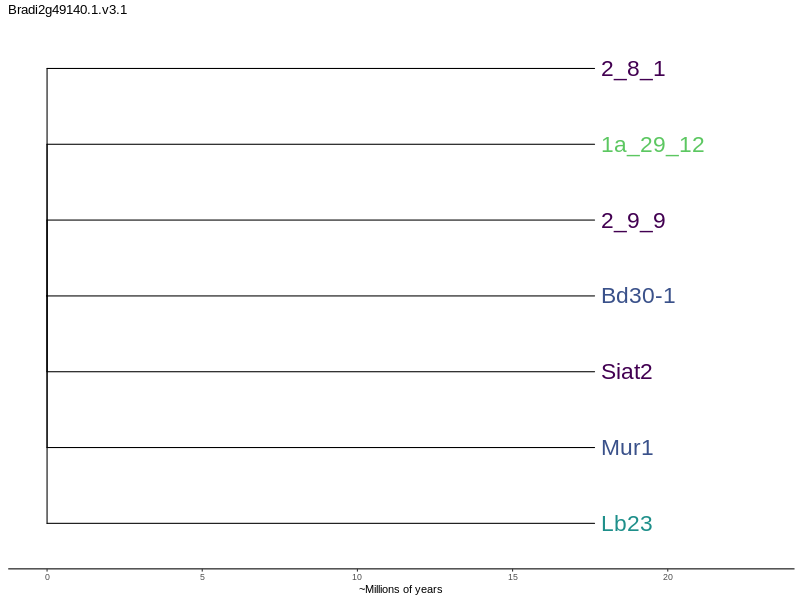 Bradi2g49140.1.v3.1
2_8_1
1a_29_12
2_9_9
Bd30-1
Siat2
Mur1
Lb23
0 5 10 15 20
~Millions of years